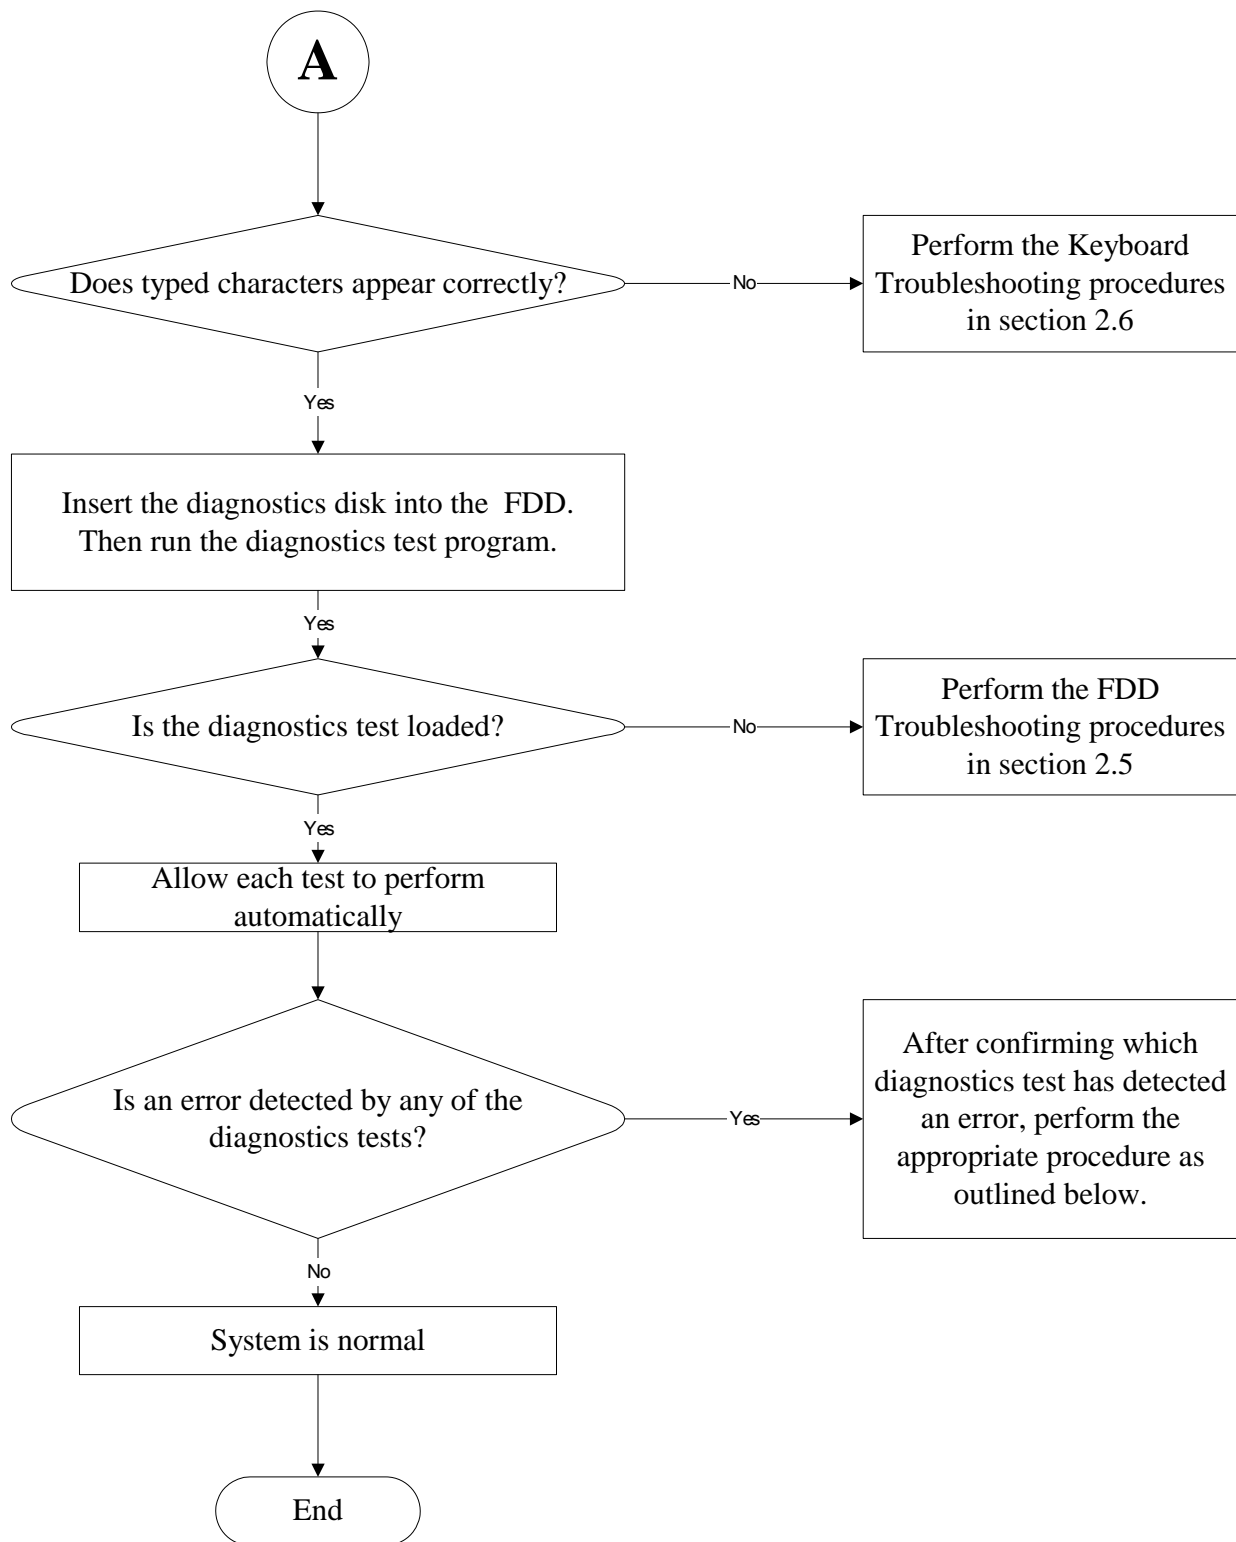 A
Does typed characters appear correctly?
No
Perform the Keyboard
Troubleshooting procedures
in section 2.6
Yes
Insert the diagnostics disk into the  FDD.
Then run the diagnostics test program.
Yes
Is the diagnostics test loaded?
No
Perform the FDD
Troubleshooting procedures
in section 2.5
Yes
Allow each test to perform
automatically
Is an error detected by any of the
diagnostics tests?
Yes
After confirming which
diagnostics test has detected
an error, perform the
appropriate procedure as
outlined below.
No
System is normal
End